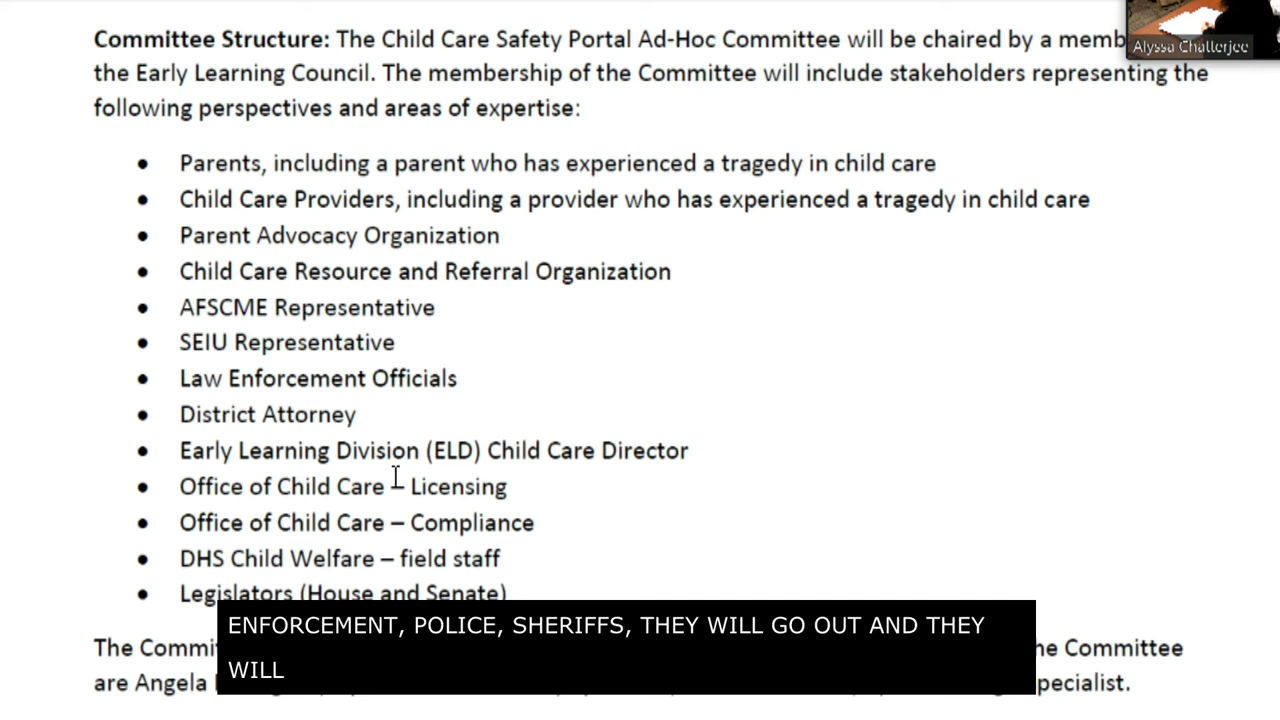 Committee Structure: The Child Care Safety Portal Ad-Hoc Committee will be chaired by a
Alyssa Chatterjee
the Early Learning Council. The membership of the Committee will include stakeholders representing the
following perspectives and areas of expertise:
• Parents, including a parent who has experienced a tragedy in child care
• Child Care Providers, including a provider who has experienced a tragedy in child care
• Parent Advocacy Organization
• Child Care Resource and Referral Organization
• AFSCME Representative
• SEIU Representative
• Law Enforcement Officials
• District Attorney
• Early Learning Division (ELD) Child Care Director
• Office of Child Care – Licensing
• Office of Child Care – Compliance
• DHS Child Welfare – field staff
• Legislators (House and Senate)
ENFORCEMENT, POLICE, SHERIFFS, THEY WILL GO OUT AND THEY
WILL
The Committee
are Angela